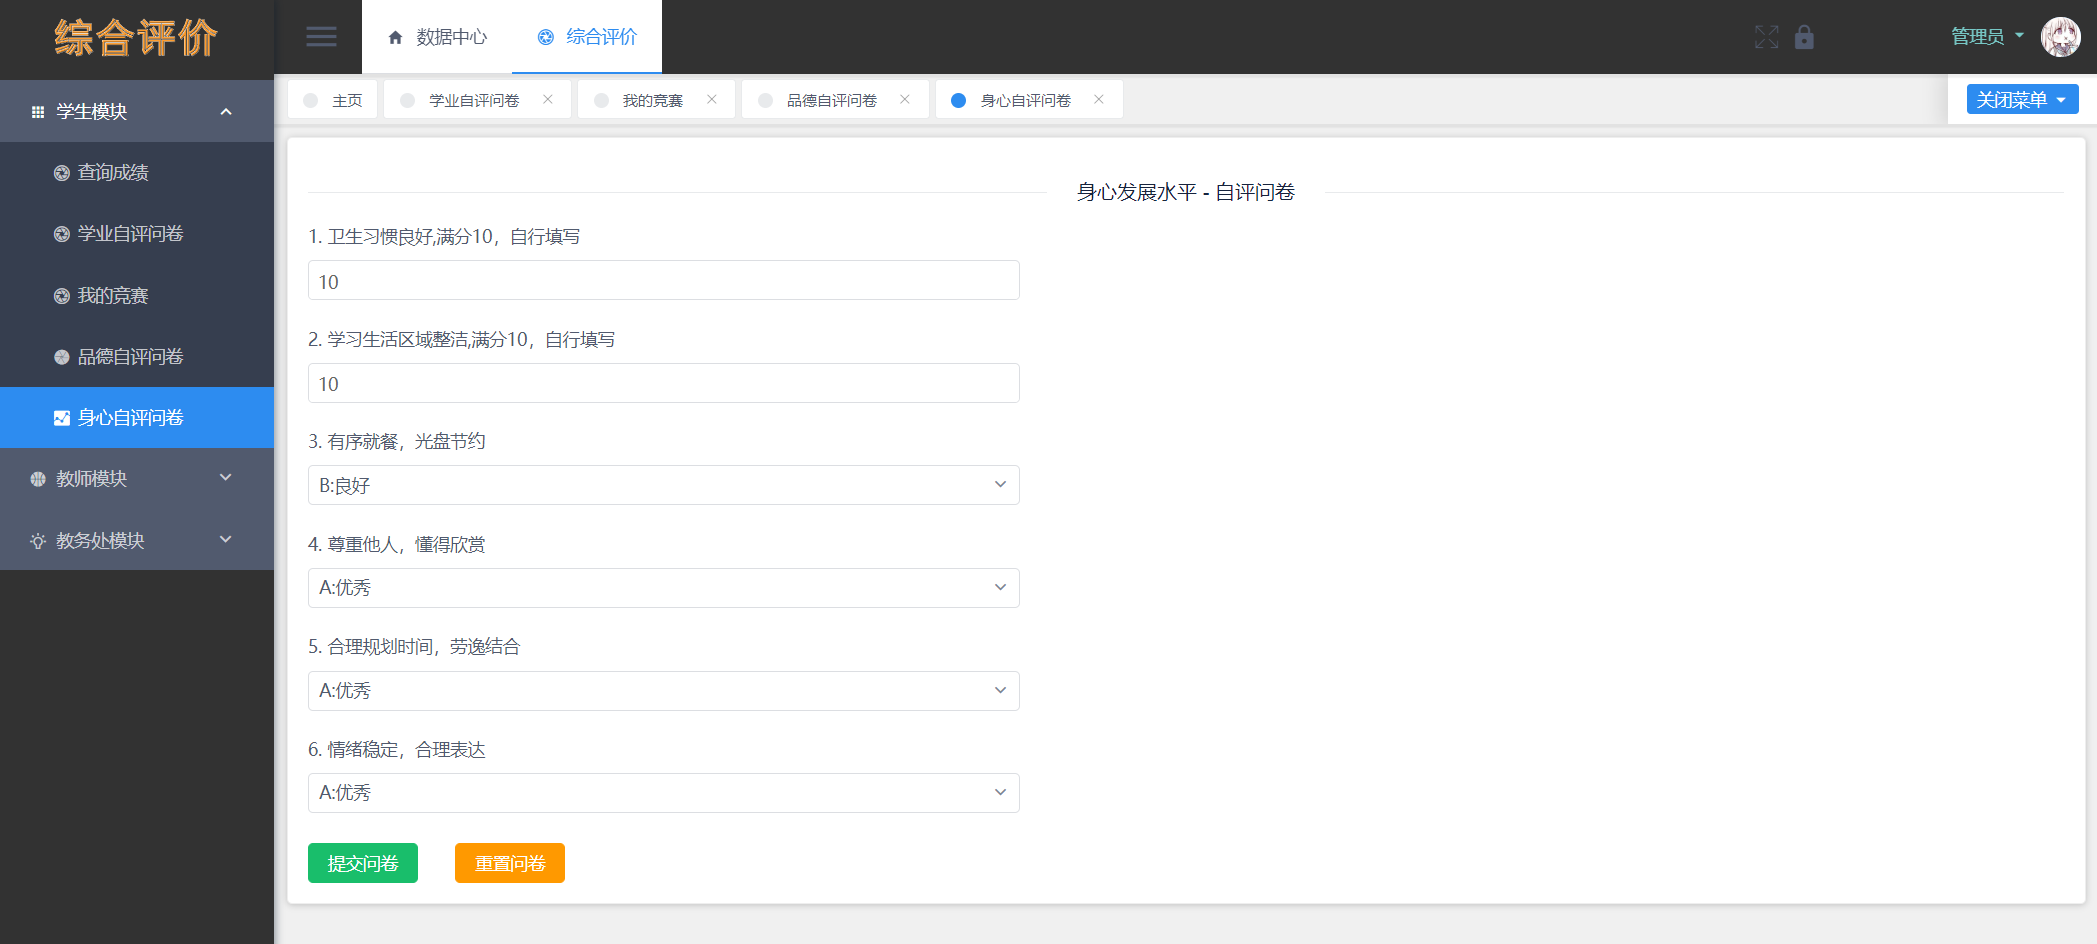 综合评价
数据中心
综合评价
管理员
主页
学业自评问卷
我的竞赛
品德自评问卷
身心自评问卷
关闭菜单
学生模块
查询成绩
学业自评问卷
我的竞赛
品德自评问卷
身心自评问卷
教师模块
教务处模块
身心发展水平 - 自评问卷
1. 卫生习惯良好,满分10，自行填写
10
2. 学习生活区域整洁,满分10，自行填写
10
3. 有序就餐，光盘节约
B:良好
4. 尊重他人，懂得欣赏
A:优秀
5. 合理规划时间，劳逸结合
A:优秀
6. 情绪稳定，合理表达
A:优秀
提交问卷
重置问卷